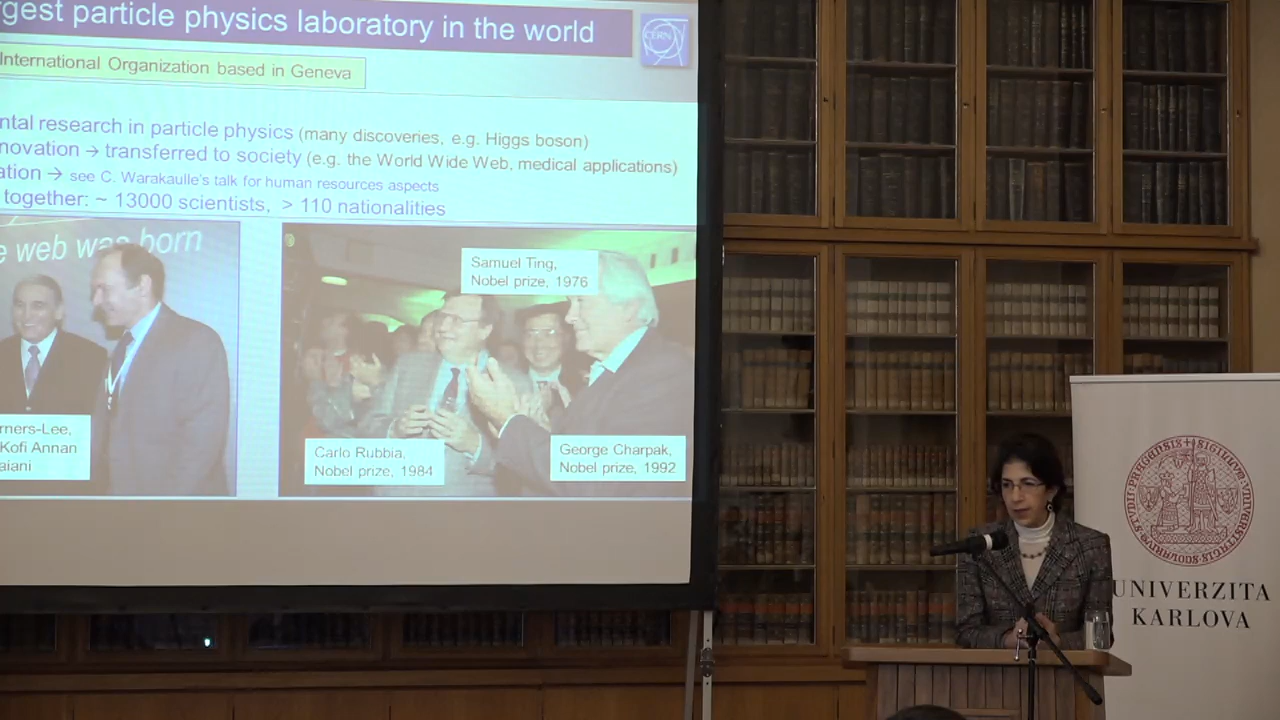 rgest particle physics laboratory in the world
CERN
International Organization based in Geneva
ntal research in particle physics (many discoveries, e.g. Higgs boson)
novation → transferred to society (e.g. the World Wide Web, medical applications)
ation → see C. Warakaulle's talk for human resources aspects
together: ~ 13000 scientists, > 110 nationalities
e web was born
Samuel Ting,
Nobel prize, 1976
rners-Lee,
Kofi Annan
aiani
Carlo Rubbia,
Nobel prize, 1984
George Charpak,
Nobel prize, 1992
UNIVERZITA
KARLOVA